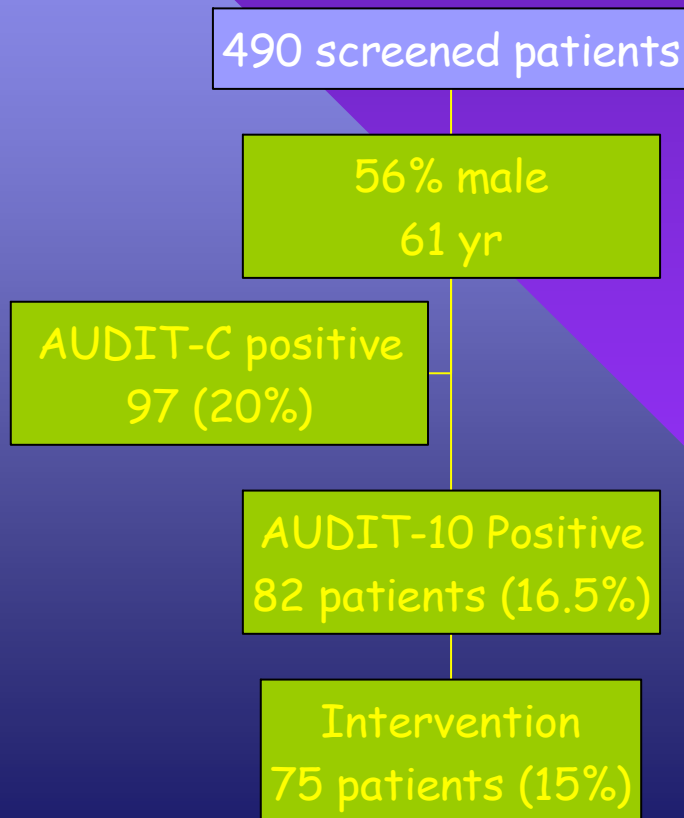 490 screened patients
56% male
61 yr
AUDIT-C positive
97 (20%)
AUDIT-10 Positive
82 patients (16.5%)
Intervention
75 patients (15%)